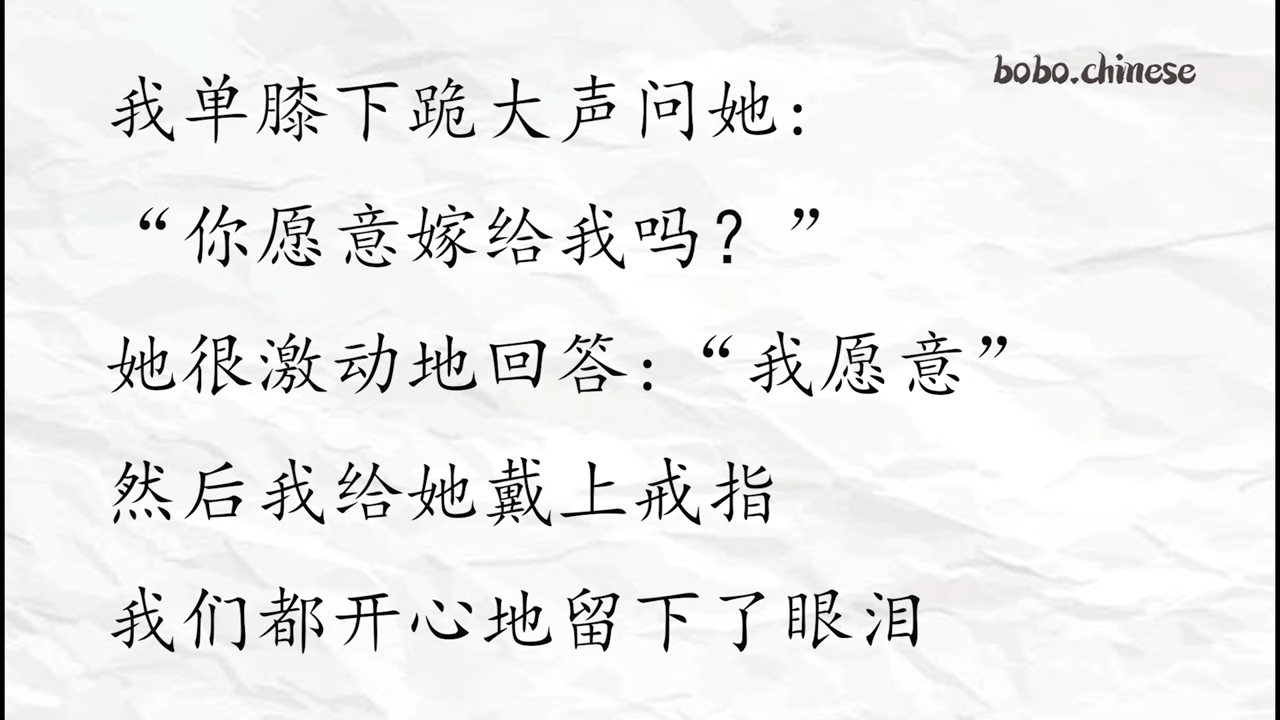 bobo.chinese
我单膝下跪大声问她：
“你愿意嫁给我吗？”
她很激动地回答：“我愿意”
然后我给她戴上戒指
我们都开心地留下了眼泪